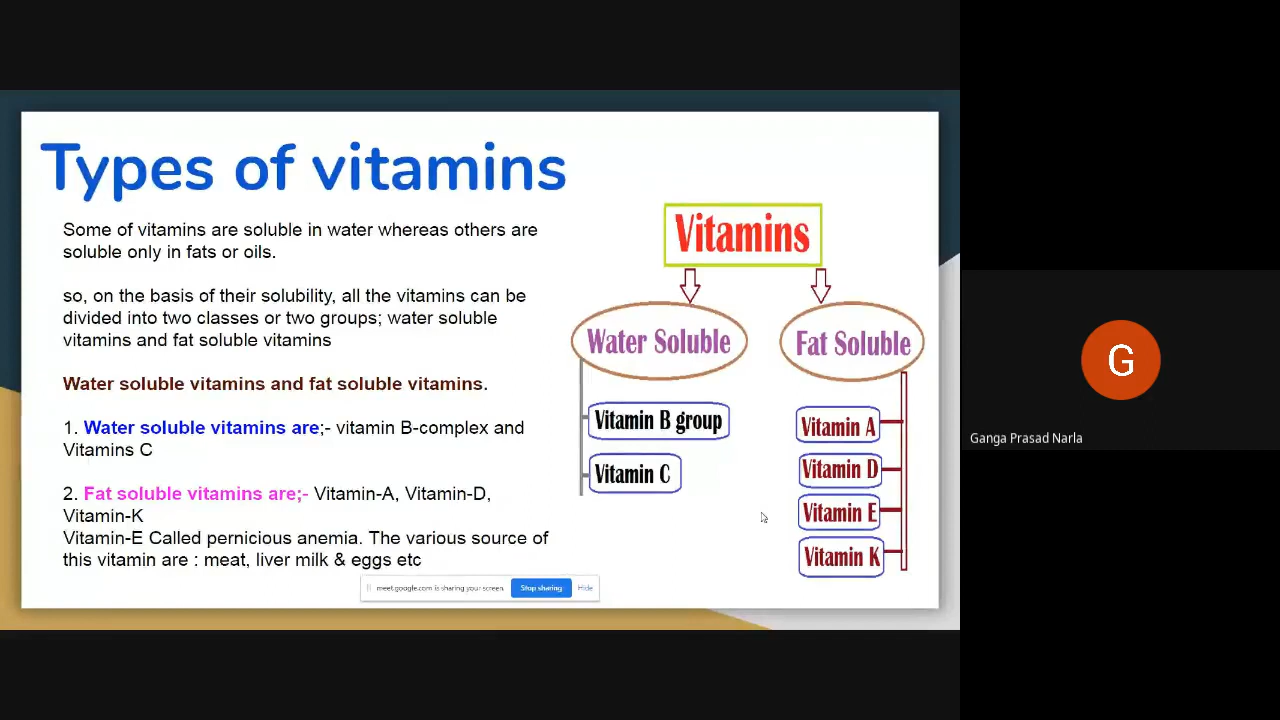 Types of vitamins
Some of vitamins are soluble in water whereas others are
soluble only in fats or oils.
so, on the basis of their solubility, all the vitamins can be
divided into two classes or two groups; water soluble
vitamins and fat soluble vitamins
Water soluble vitamins and fat soluble vitamins.
1. Water soluble vitamins are;- vitamin B-complex and
Vitamins C
2. Fat soluble vitamins are;- Vitamin-A, Vitamin-D,
Vitamin-K
Vitamin-E Called pernicious anemia. The various source of
this vitamin are : meat, liver milk & eggs etc
Vitamins
Water Soluble
Fat Soluble
Vitamin B group
Vitamin C
Vitamin A
Vitamin D
Vitamin E
Vitamin K
meet.google.com is sharing your screen.
Stop sharing
Hide
G
Ganga Prasad Narla